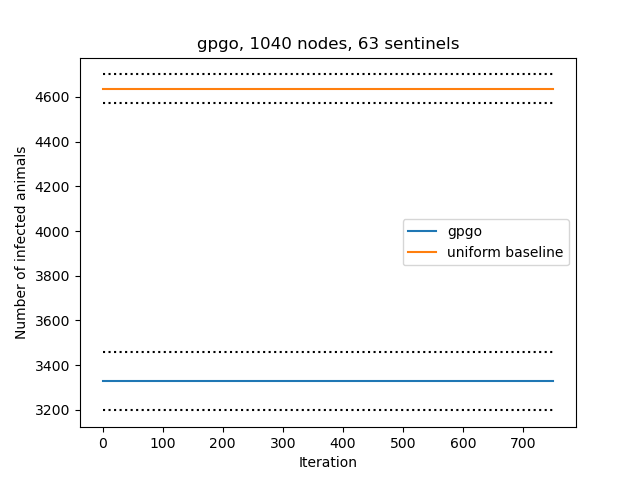 gpgo, 1040 nodes, 63 sentinels
Number of infected animals
4600
4400
4200
4000
3800
3600
3400
3200
gpgo
uniform baseline
0 100 200 300 400 500 600 700
Iteration